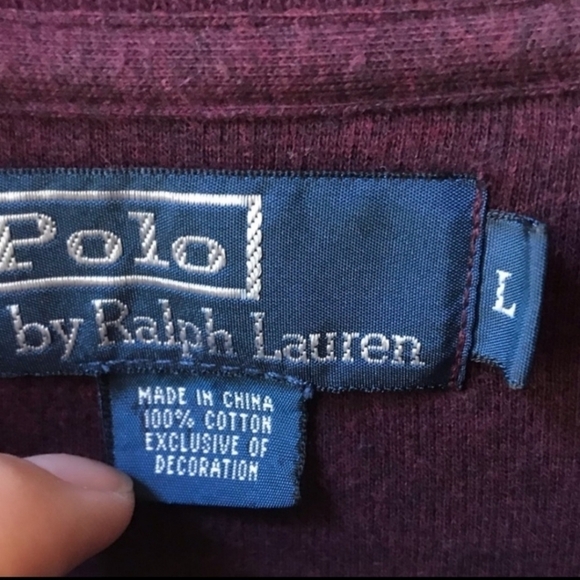 Polo
by Ralph Lauren
L
MADE IN CHINA
100% COTTON
EXCLUSIVE OF
DECORATION